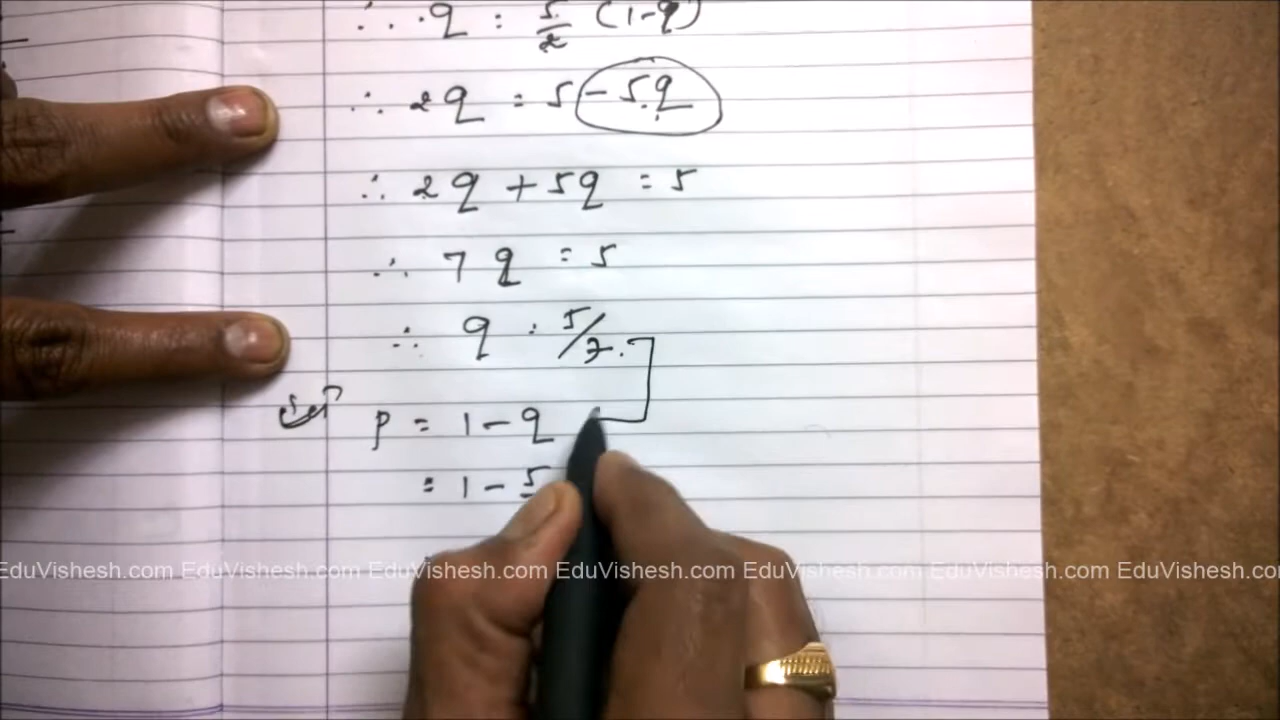 ∴ q = 5/2 (1-q)
∴ 2q = 5 - 5q
∴ 2q + 5q = 5
∴ 7q = 5
∴ q = 5/7.
p = 1 - q
= 1 - 5
EduVishesh.com EduVishesh.com EduVishesh.com EduVishesh.com EduVishesh.com EduVishesh.com EduVishesh.com